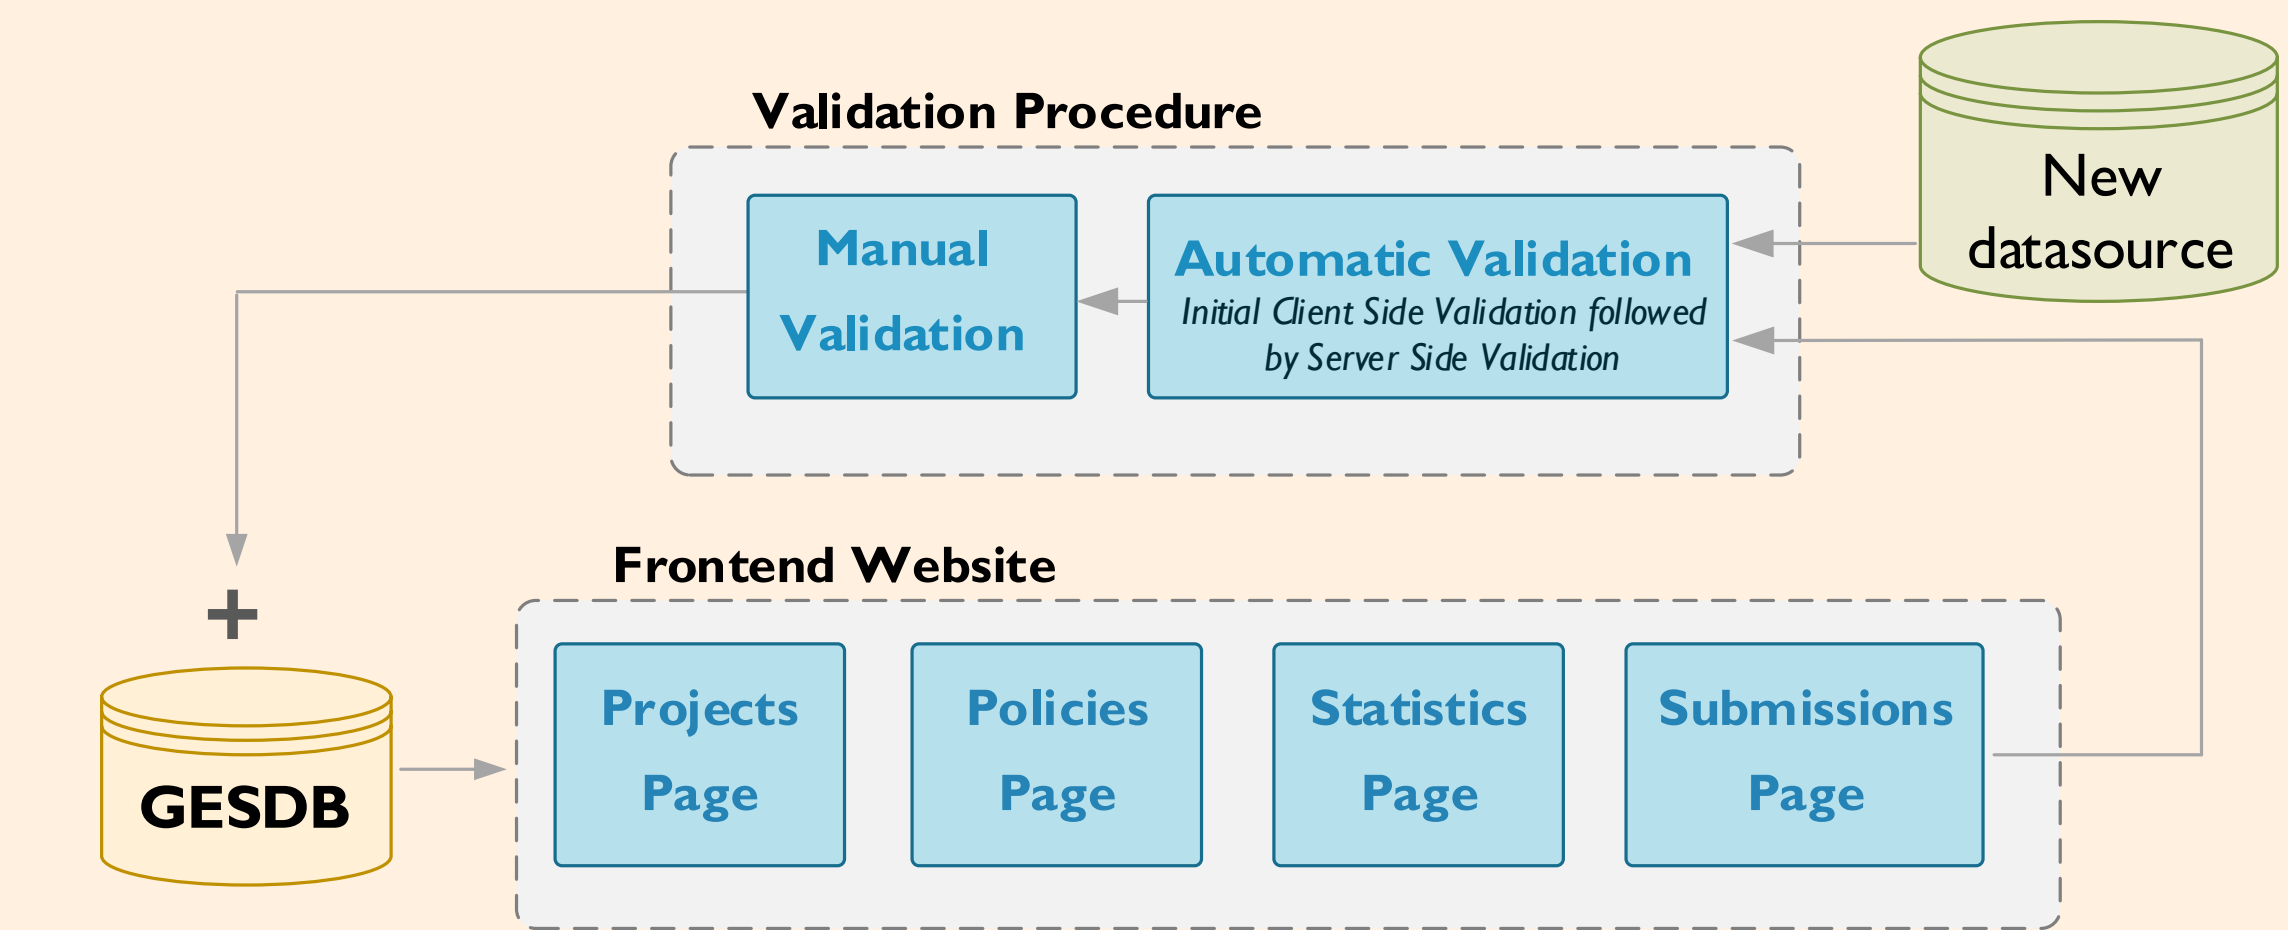 Validation Procedure
New
datasource
Manual
Validation
Automatic Validation
Initial Client Side Validation followed
by Server Side Validation
+
Frontend Website
GESDB
Projects
Page
Policies
Page
Statistics
Page
Submissions
Page